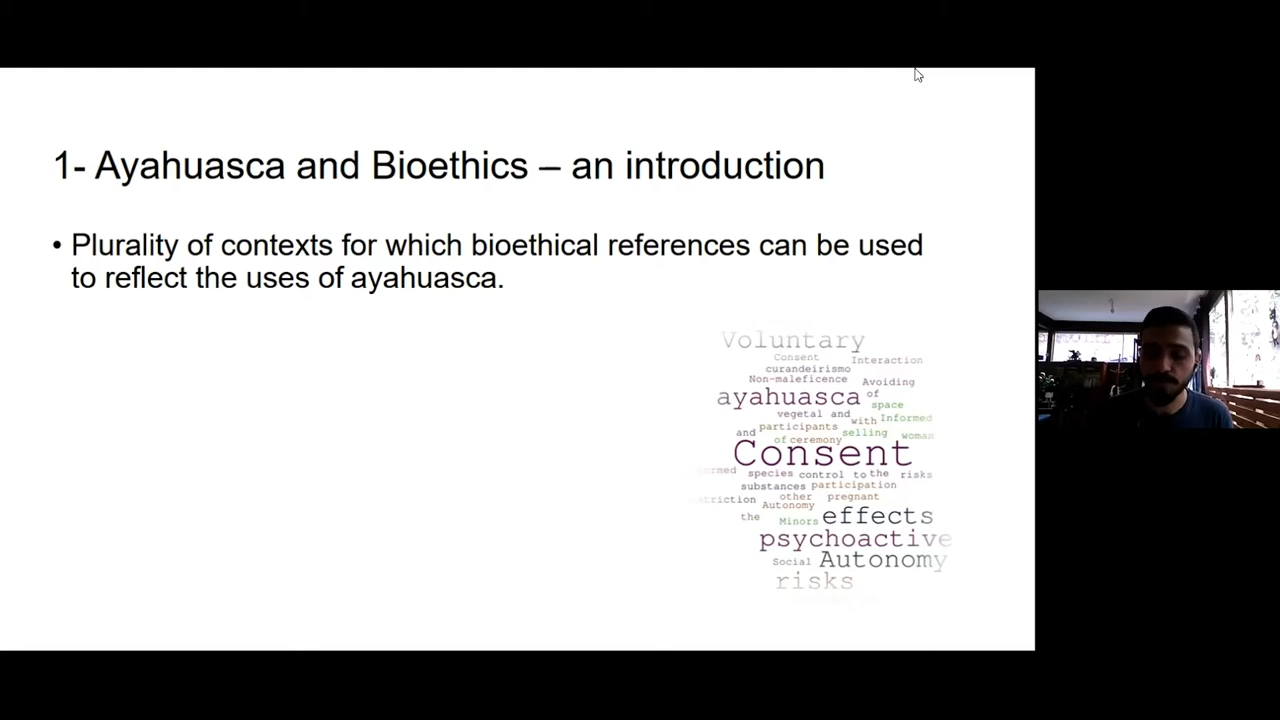 1- Ayahuasca and Bioethics – an introduction
• Plurality of contexts for which bioethical references can be used
to reflect the uses of ayahuasca.
Voluntary
Consent Interaction
curandeirismo
Non-maleficence Avoiding
ayahuasca of
space
vegetal and
with Informed
participants
and selling woman
of ceremony
Consent
species control to the risks
substances participation
other pregnant
Autonomy
the Minors effects
psychoactive
Social Autonomy
risks